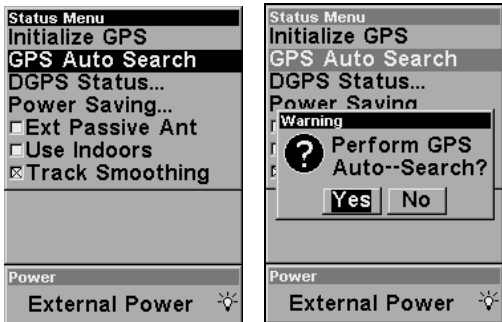 Status Menu
Initialize GPS
GPS Auto Search
DGPS Status...
Power Saving...
Ext Passive Ant
Use Indoors
Track Smoothing
Power
External Power
Status Menu
Initialize GPS
GPS Auto Search
DGPS Status...
Power Saving
Warning
Perform GPS
Auto--Search?
Yes No
Power
External Power